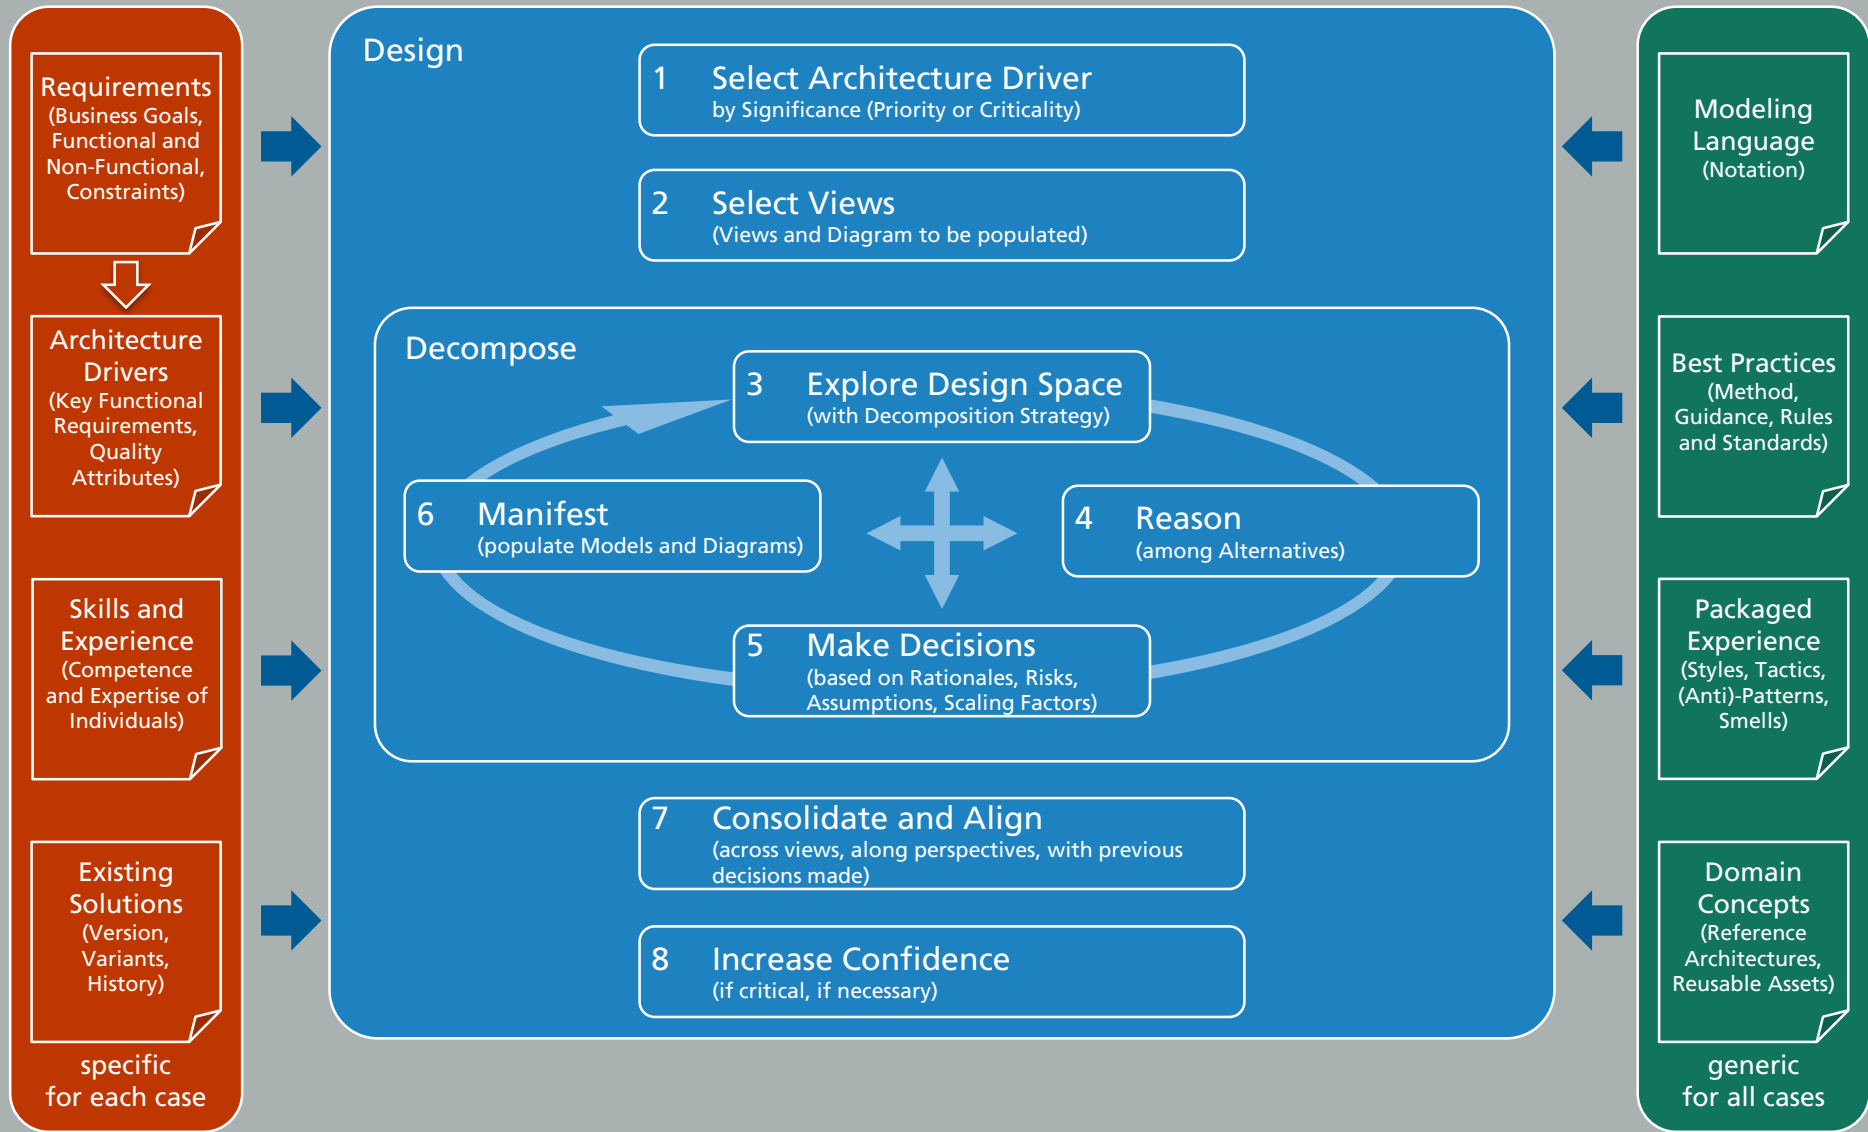 Requirements
(Business Goals,
Functional and
Non-Functional,
Constraints)
Architecture
Drivers
(Key Functional
Requirements,
Quality
Attributes)
Skills and
Experience
(Competence
and Expertise of
Individuals)
Existing
Solutions
(Version,
Variants,
History)
specific
for each case
Design
1 Select Architecture Driver
by Significance (Priority or Criticality)
2 Select Views
(Views and Diagram to be populated)
Decompose
3 Explore Design Space
(with Decomposition Strategy)
4 Reason
(among Alternatives)
5 Make Decisions
(based on Rationales, Risks,
Assumptions, Scaling Factors)
6 Manifest
(populate Models and Diagrams)
7 Consolidate and Align
(across views, along perspectives, with previous
decisions made)
8 Increase Confidence
(if critical, if necessary)
Modeling
Language
(Notation)
Best Practices
(Method,
Guidance, Rules
and Standards)
Packaged
Experience
(Styles, Tactics,
(Anti)-Patterns,
Smells)
Domain
Concepts
(Reference
Architectures,
Reusable Assets)
generic
for all cases